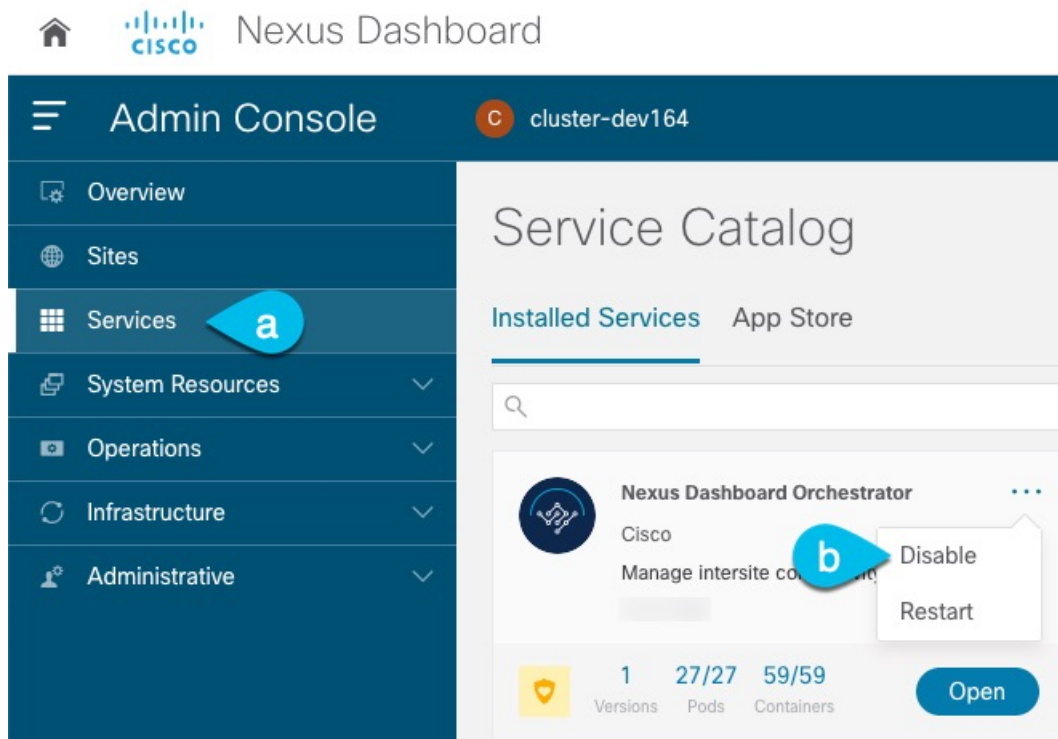 CISCO
Nexus Dashboard
Admin Console
C cluster-dev164
Overview
Sites
Services
a
System Resources
Operations
Infrastructure
Administrative
Service Catalog
Installed Services App Store
Nexus Dashboard Orchestrator
Cisco
Manage intersite
b
Disable
Restart
1 27/27 59/59
Versions Pods Containers
Open